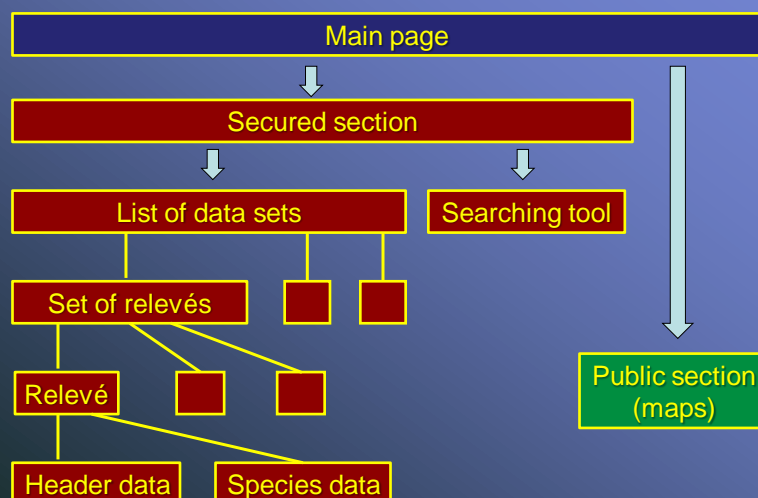 Main page
Secured section
List of data sets
Searching tool
Set of relevés
Relevé
Public section
(maps)
Header data
Species data